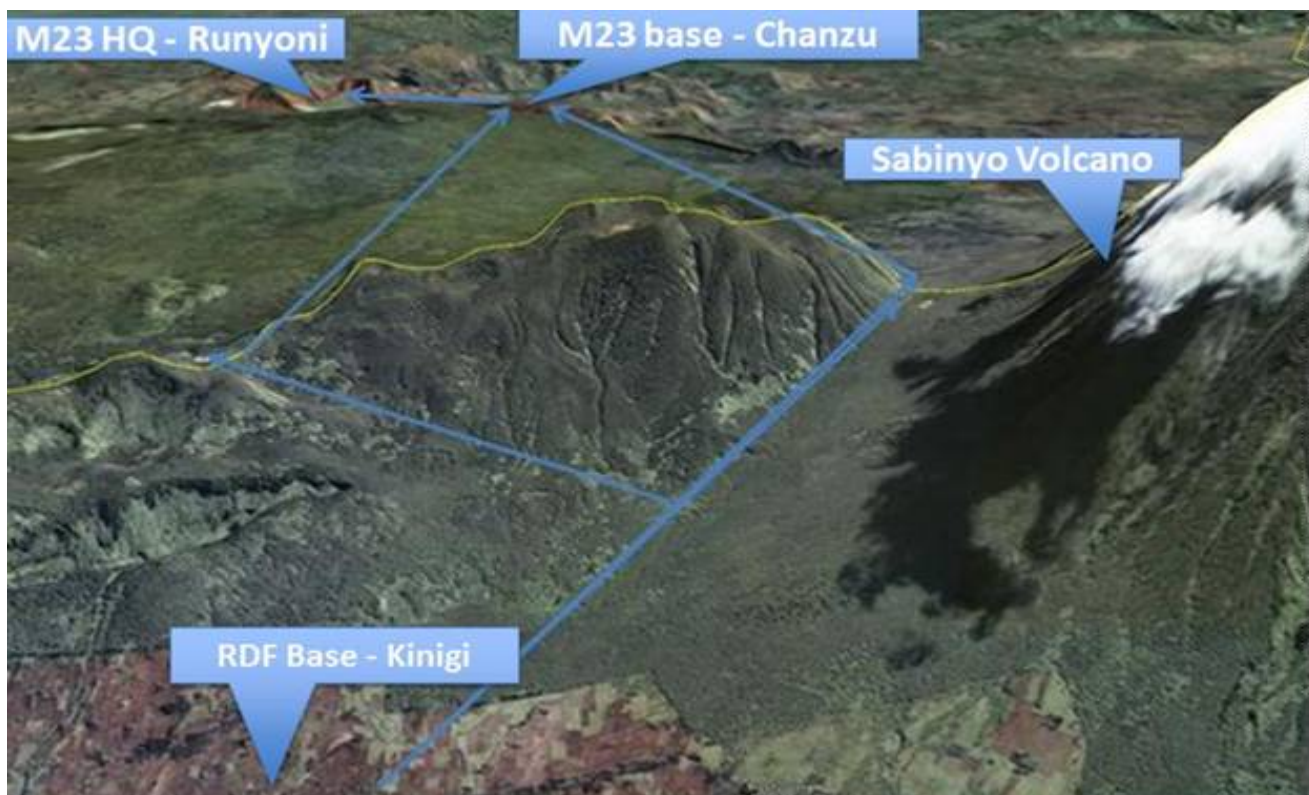 M23 HQ - Runyoni
M23 base - Chanzu
Sabinyo Volcano
RDF Base - Kinigi